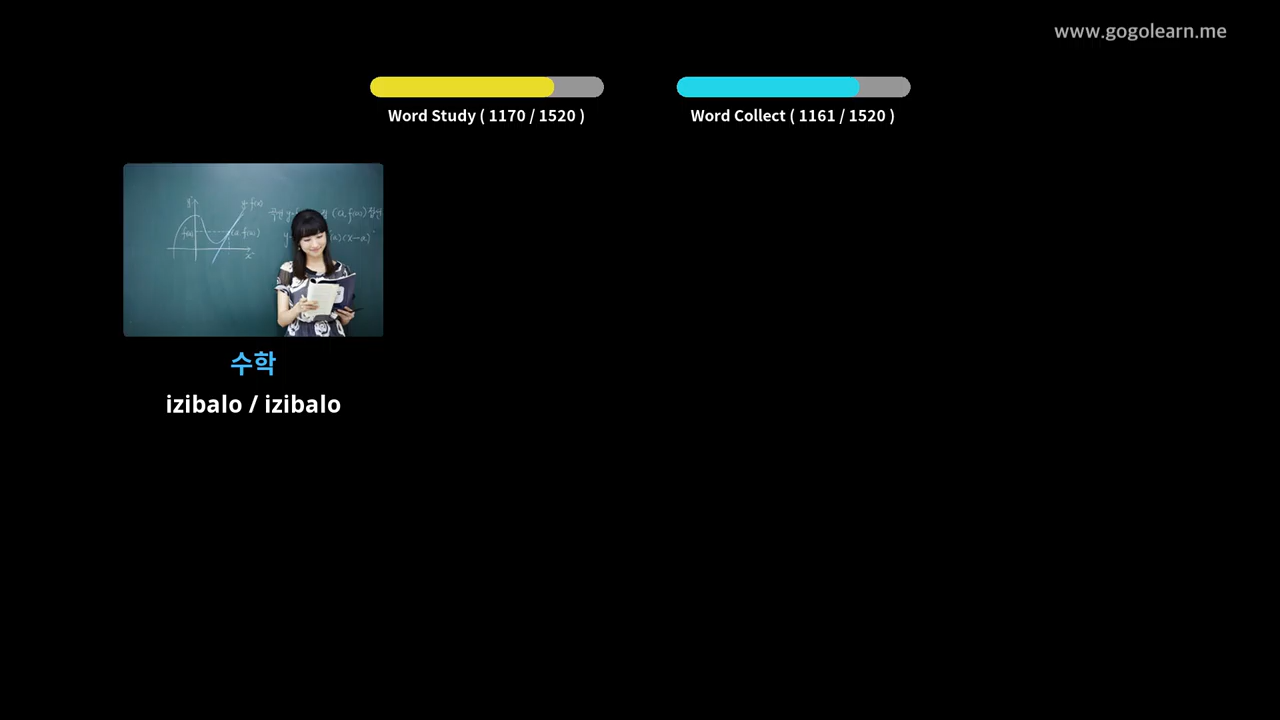 www.gogolearn.me
Word Study ( 1170 / 1520 )
Word Collect ( 1161 / 1520 )
수학
izibalo / izibalo